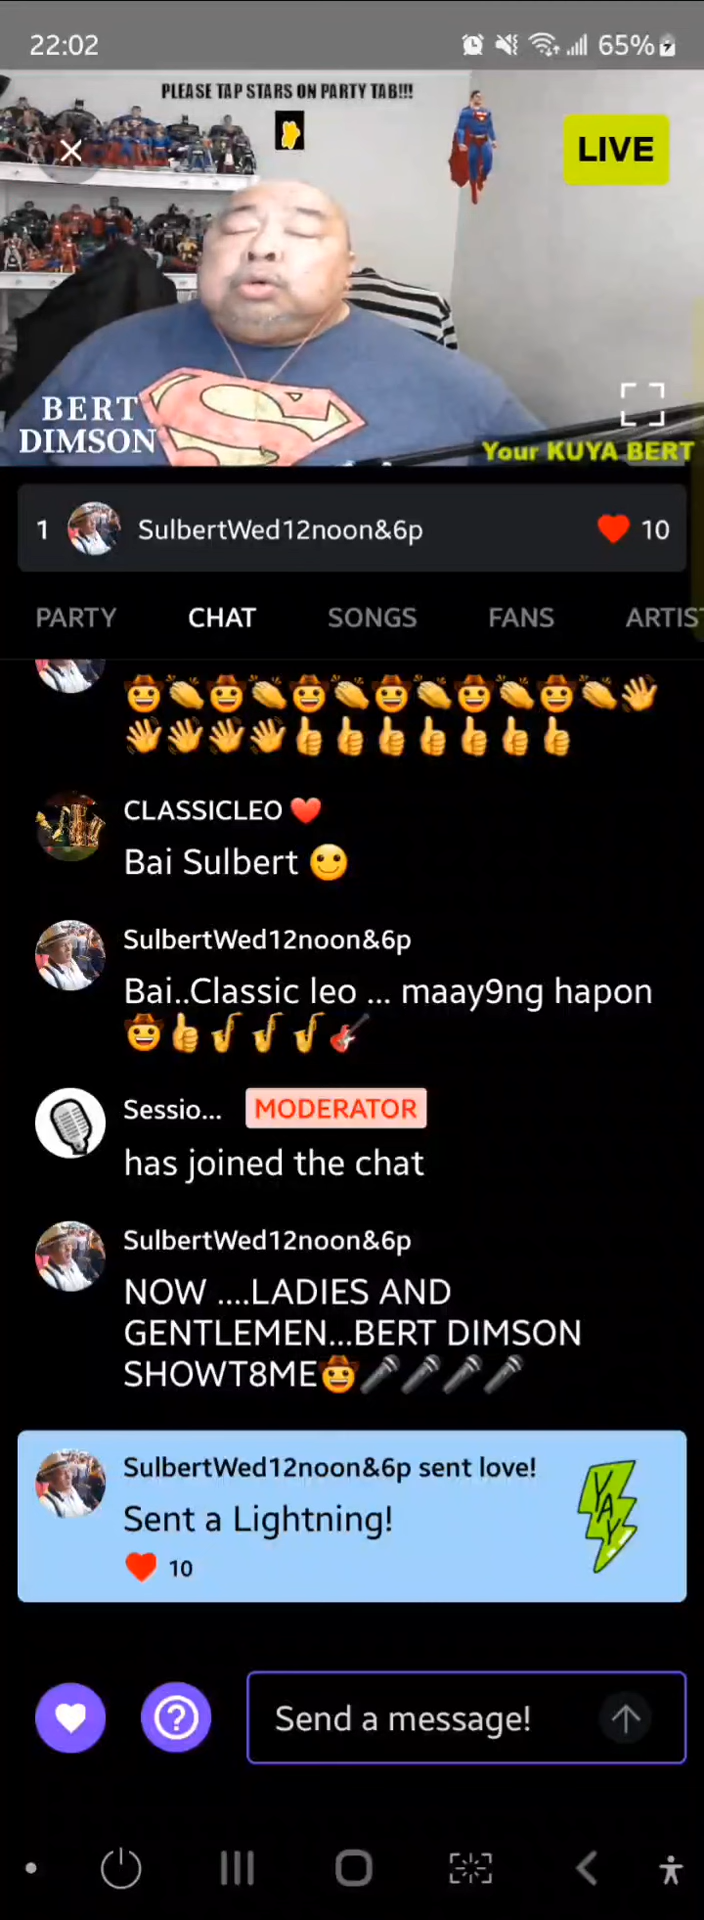 22:02
65%
PLEASE TAP STARS ON PARTY TAB!!!
LIVE
BERT
DIMSON
Your KUYA BERT
1 SulbertWed12noon&6p ❤️ 10
PARTY CHAT SONGS FANS ARTIS
🤠👏🤠👏🤠👏🤠👏🤠👏🤠👏👋
👋👋👋👋👍👍👍👍👍👍👍
CLASSICLEO ❤️
Bai Sulbert 🙂
SulbertWed12noon&6p
Bai..Classic leo ... maay9ng hapon
🤠👍🎷🎷🎷🎸
Sessio... MODERATOR
has joined the chat
SulbertWed12noon&6p
NOW ....LADIES AND
GENTLEMEN...BERT DIMSON
SHOWT8ME🤠🎤🎤🎤🎤
SulbertWed12noon&6p sent love!
Sent a Lightning!
❤️ 10
YAY
Send a message!